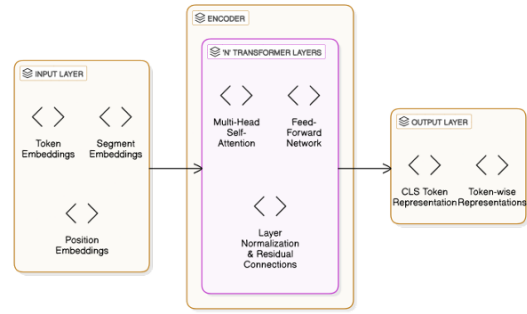 ENCODER
'N' TRANSFORMER LAYERS
INPUT LAYER
Token
Embeddings
Segment
Embeddings
Position
Embeddings
Multi-Head
Self-
Attention
Feed-
Forward
Network
Layer
Normalization
& Residual
Connections
OUTPUT LAYER
CLS Token
Representation
Token-wise
Representations